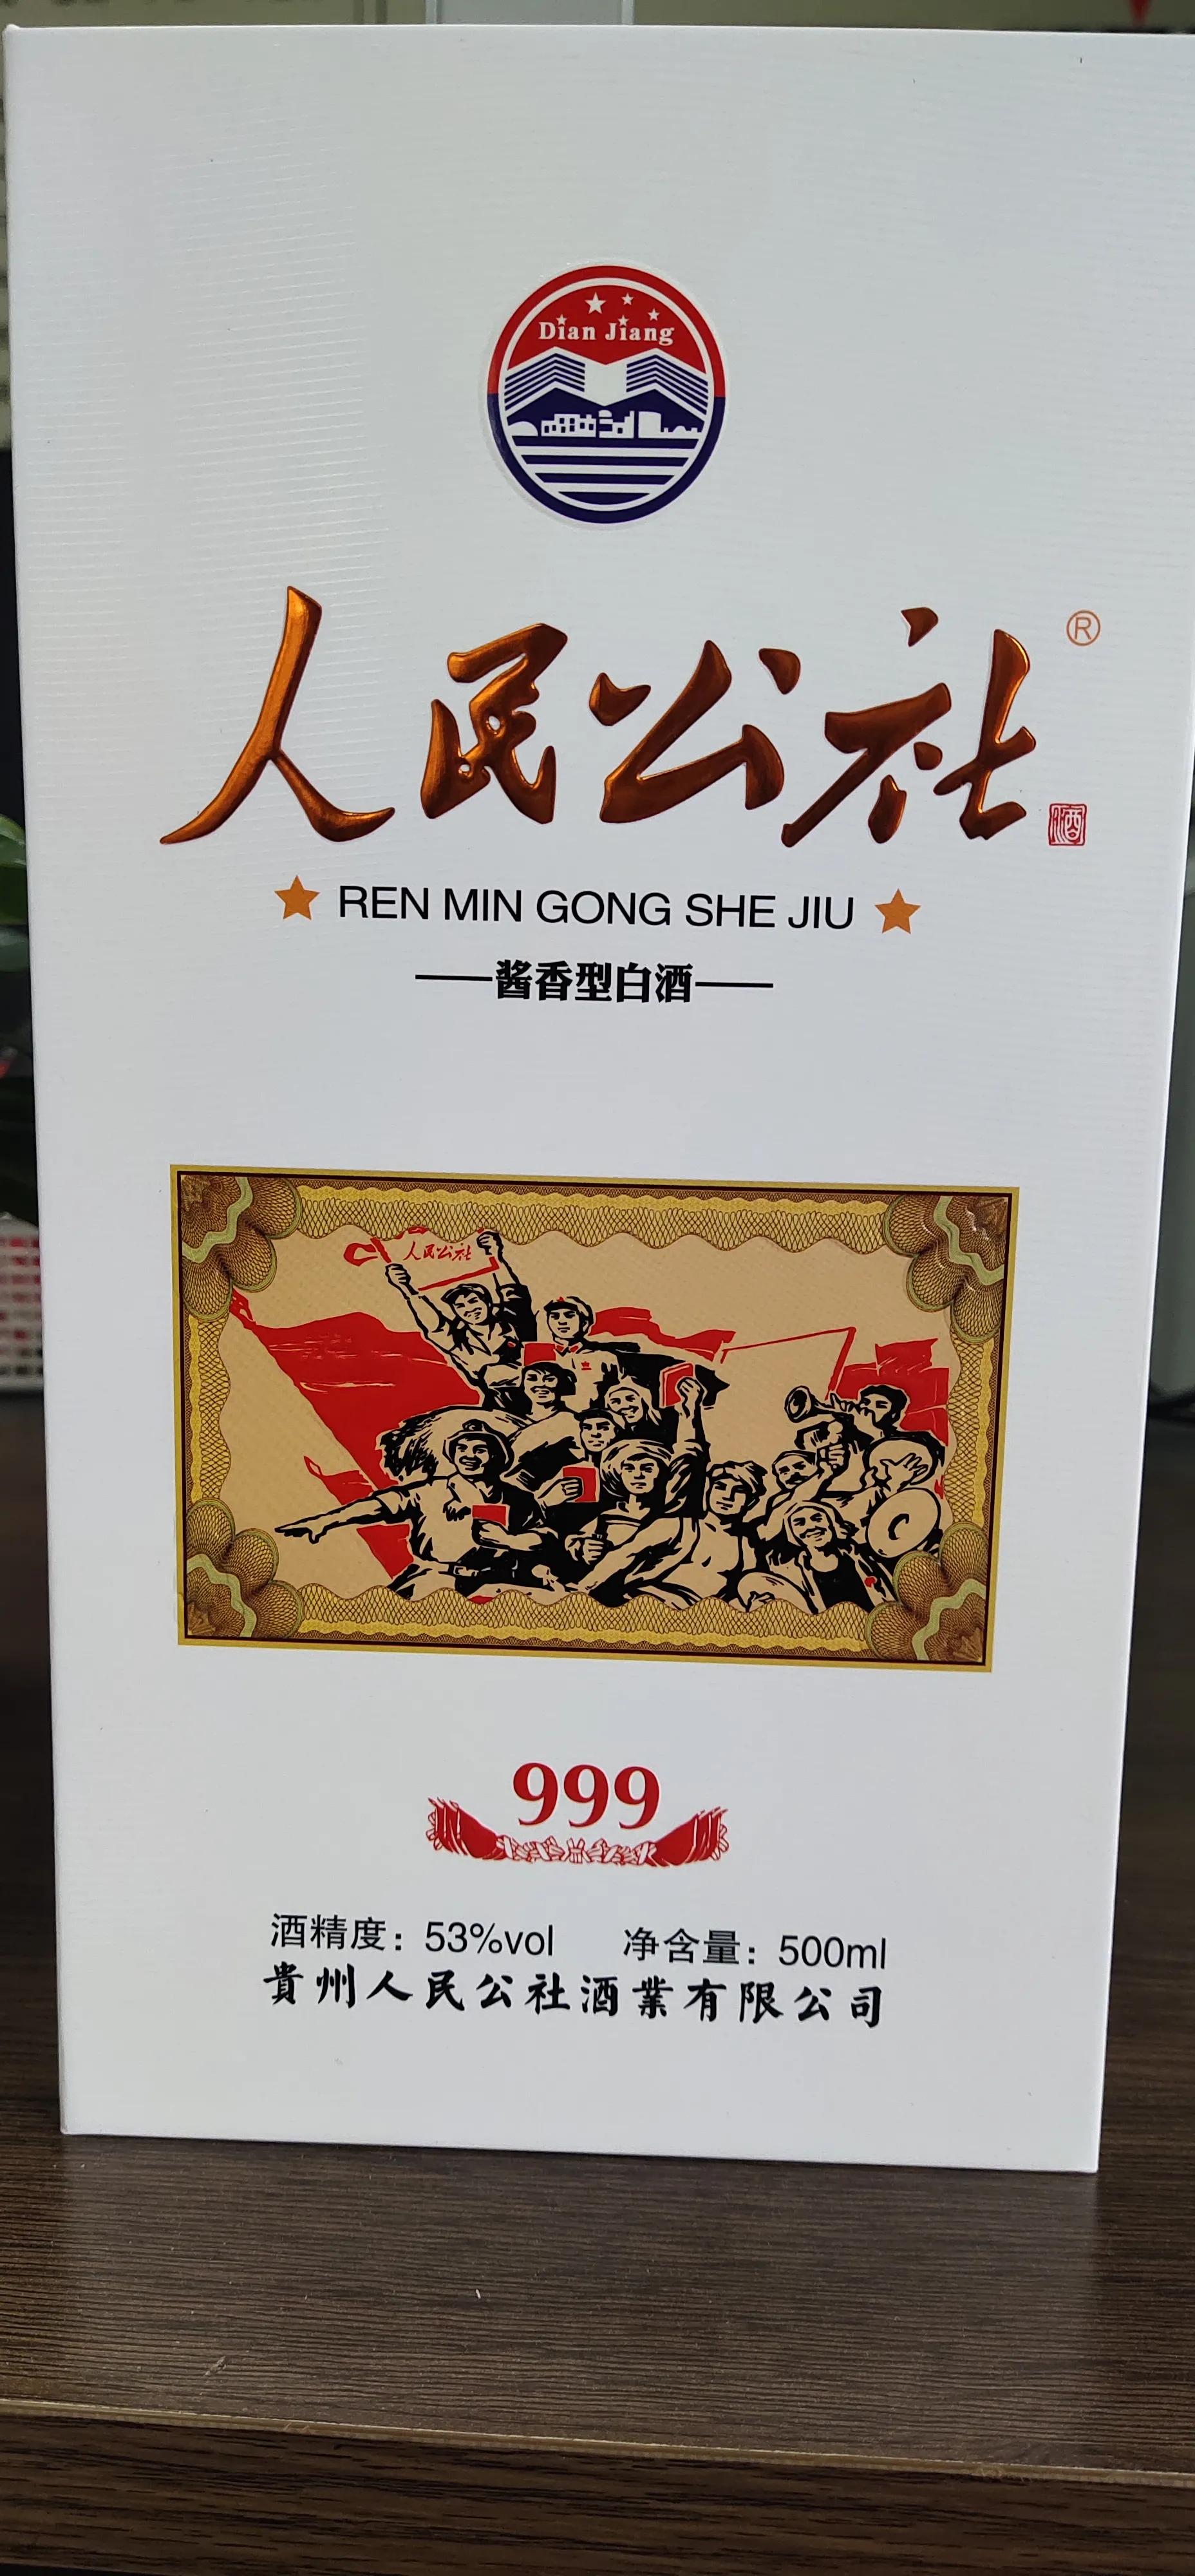 Dian Jiang
人民公社®
酒
REN MIN GONG SHE JIU
——酱香型白酒——
人民公社
999
酒精度：53%vol 净含量：500ml
貴州人民公社酒業有限公司